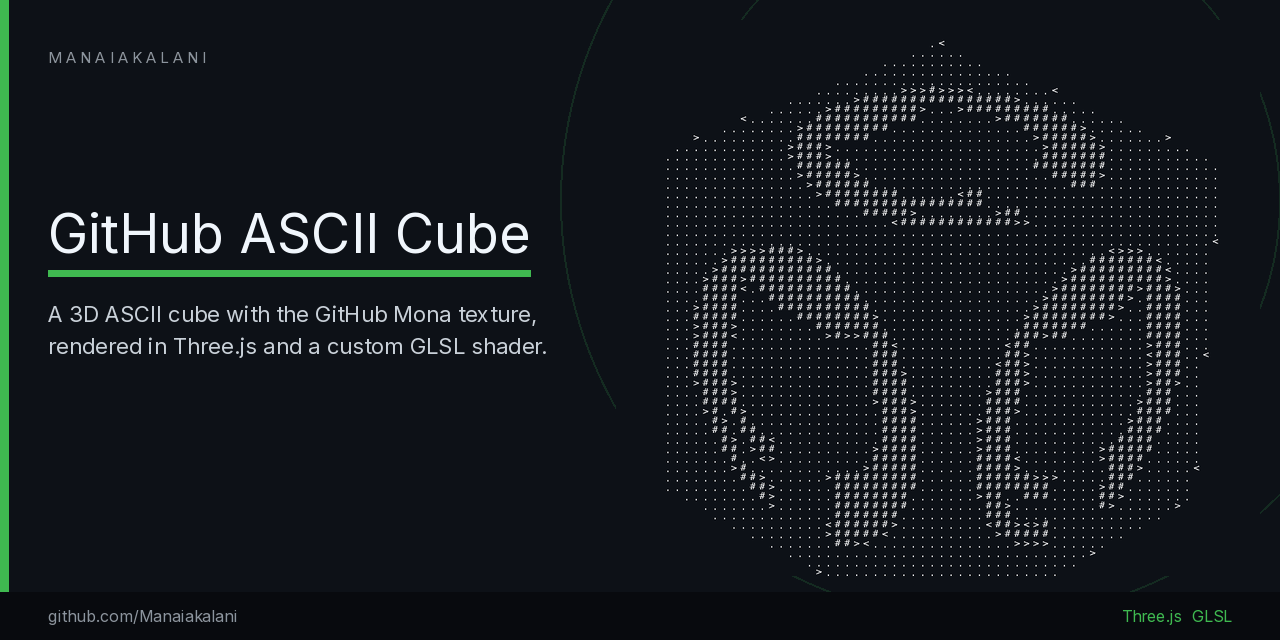 MANAIAKALANI
GitHub ASCII Cube
A 3D ASCII cube with the GitHub Mona texture,
rendered in Three.js and a custom GLSL shader.
github.com/Manaiakalani
Three.js GLSL